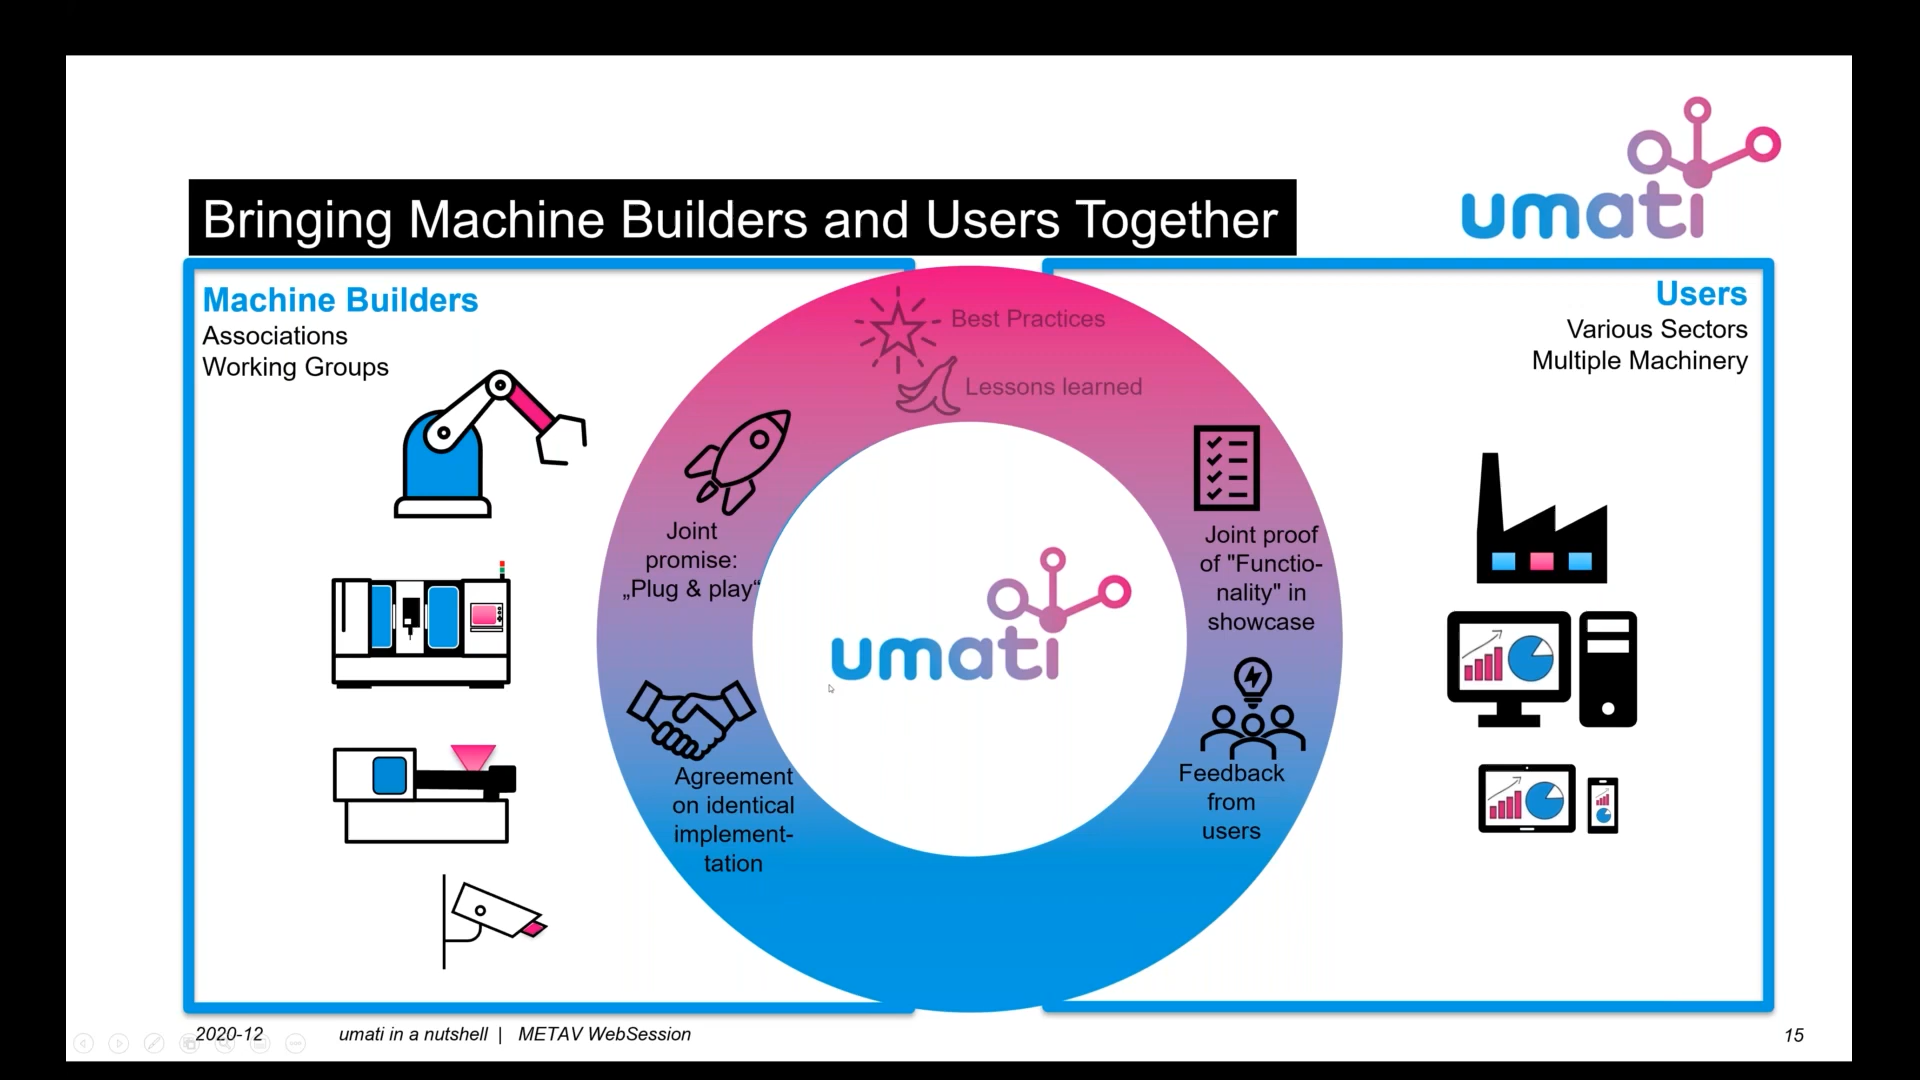 umati
Bringing Machine Builders and Users Together
Machine Builders
Associations
Working Groups
Best Practices
Lessons learned
Joint
promise:
„Plug & play“
Agreement
on identical
implement-
tation
umati
Joint proof
of "Functio-
nality" in
showcase
Feedback
from
users
Users
Various Sectors
Multiple Machinery
2020-12
umati in a nutshell | METAV WebSession
15